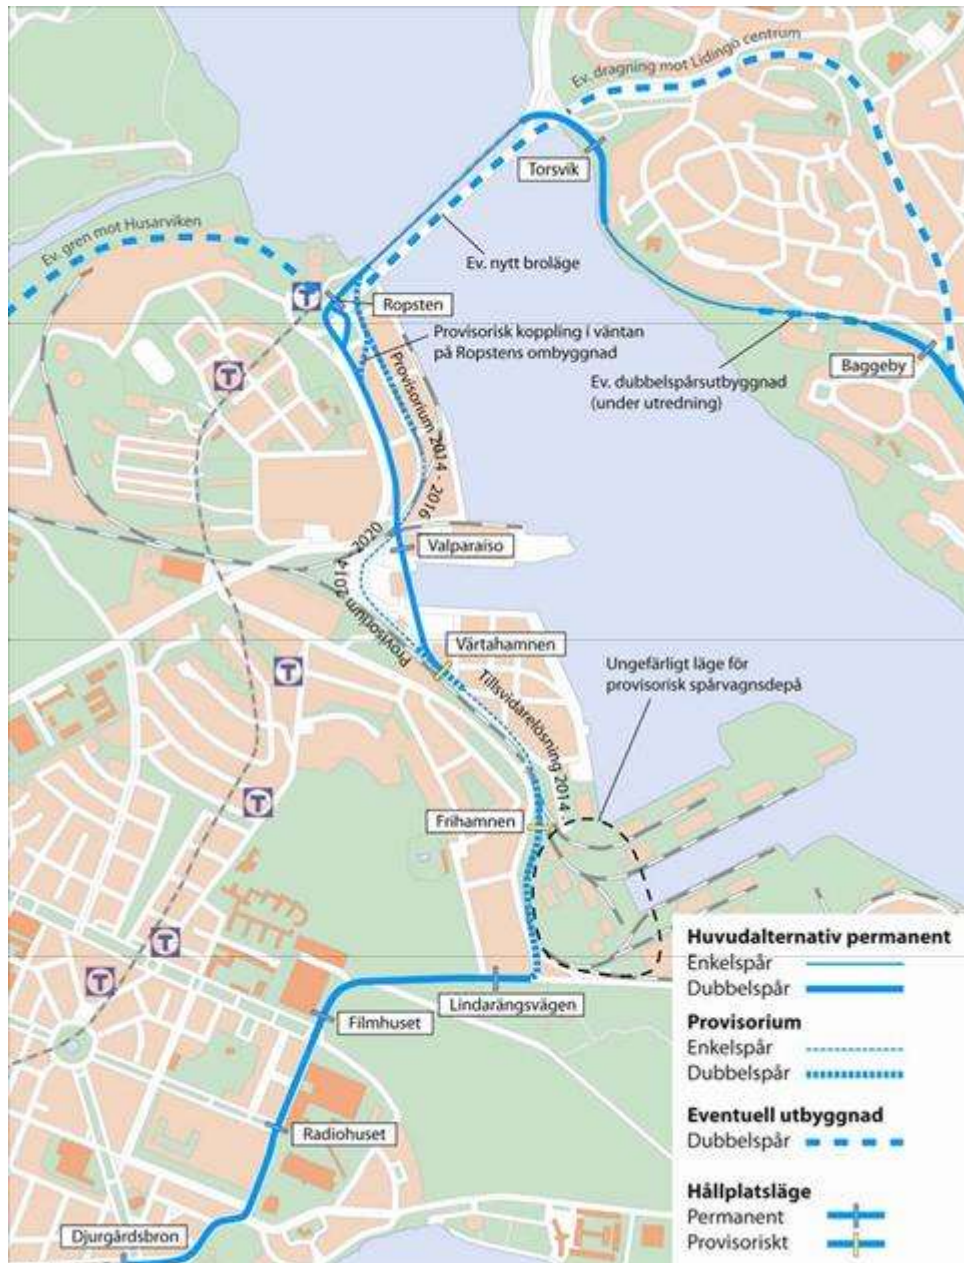 Ev. dragning mot Lidingö centrum
Torsvik
Ev. gren mot Husarviken
Ev. nytt broläge
T
Ropsten
Provisorisk koppling i väntan
på Ropstens ombyggnad
Provisorium 2014 - 2016
Baggeby
T
Ev. dubbelspårsutbyggnad
(under utredning)
Valparaiso
Provisorium 2014 - 2020
Värtahamnen
T
Ungefärligt läge för
provisorisk spårvagnsdepå
Tillsvidarelösning 2014-
T
Frihamnen
T
T
Lindarängsvägen
Filmhuset
Radiohuset
Djurgårdsbron
Huvudalternativ permanent
Enkelspår
Dubbelspår
Provisorium
Enkelspår
Dubbelspår
Eventuell utbyggnad
Dubbelspår
Hållplatsläge
Permanent
Provisoriskt